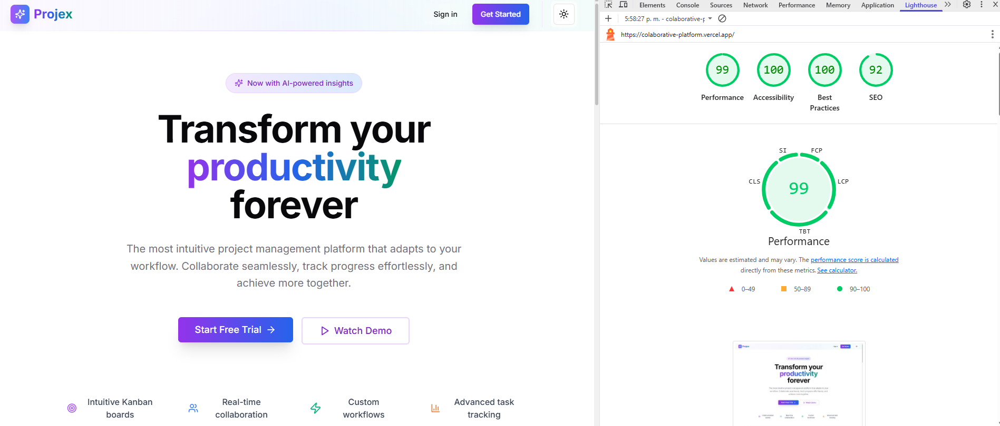 Projex
Sign in
Get Started
Now with AI-powered insights
Transform your
productivity
forever
The most intuitive project management platform that adapts to your
workflow. Collaborate seamlessly, track progress effortlessly, and
achieve more together.
Start Free Trial
Watch Demo
Intuitive Kanban
boards
Real-time
collaboration
Custom
workflows
Advanced task
tracking
Elements
Console
Sources
Network
Performance
Memory
Application
Lighthouse
5:58:27 p. m. - colaborative-p
https://colaborative-platform.vercel.app/
99
Performance
100
Accessibility
100
Best
Practices
92
SEO
SI
FCP
CLS
LCP
99
TBT
Performance
Values are estimated and may vary. The performance score is calculated
directly from these metrics. See calculator.
0–49
50–89
90–100
Projex
Transform your
productivity
forever
Start Free Trial
Watch Demo